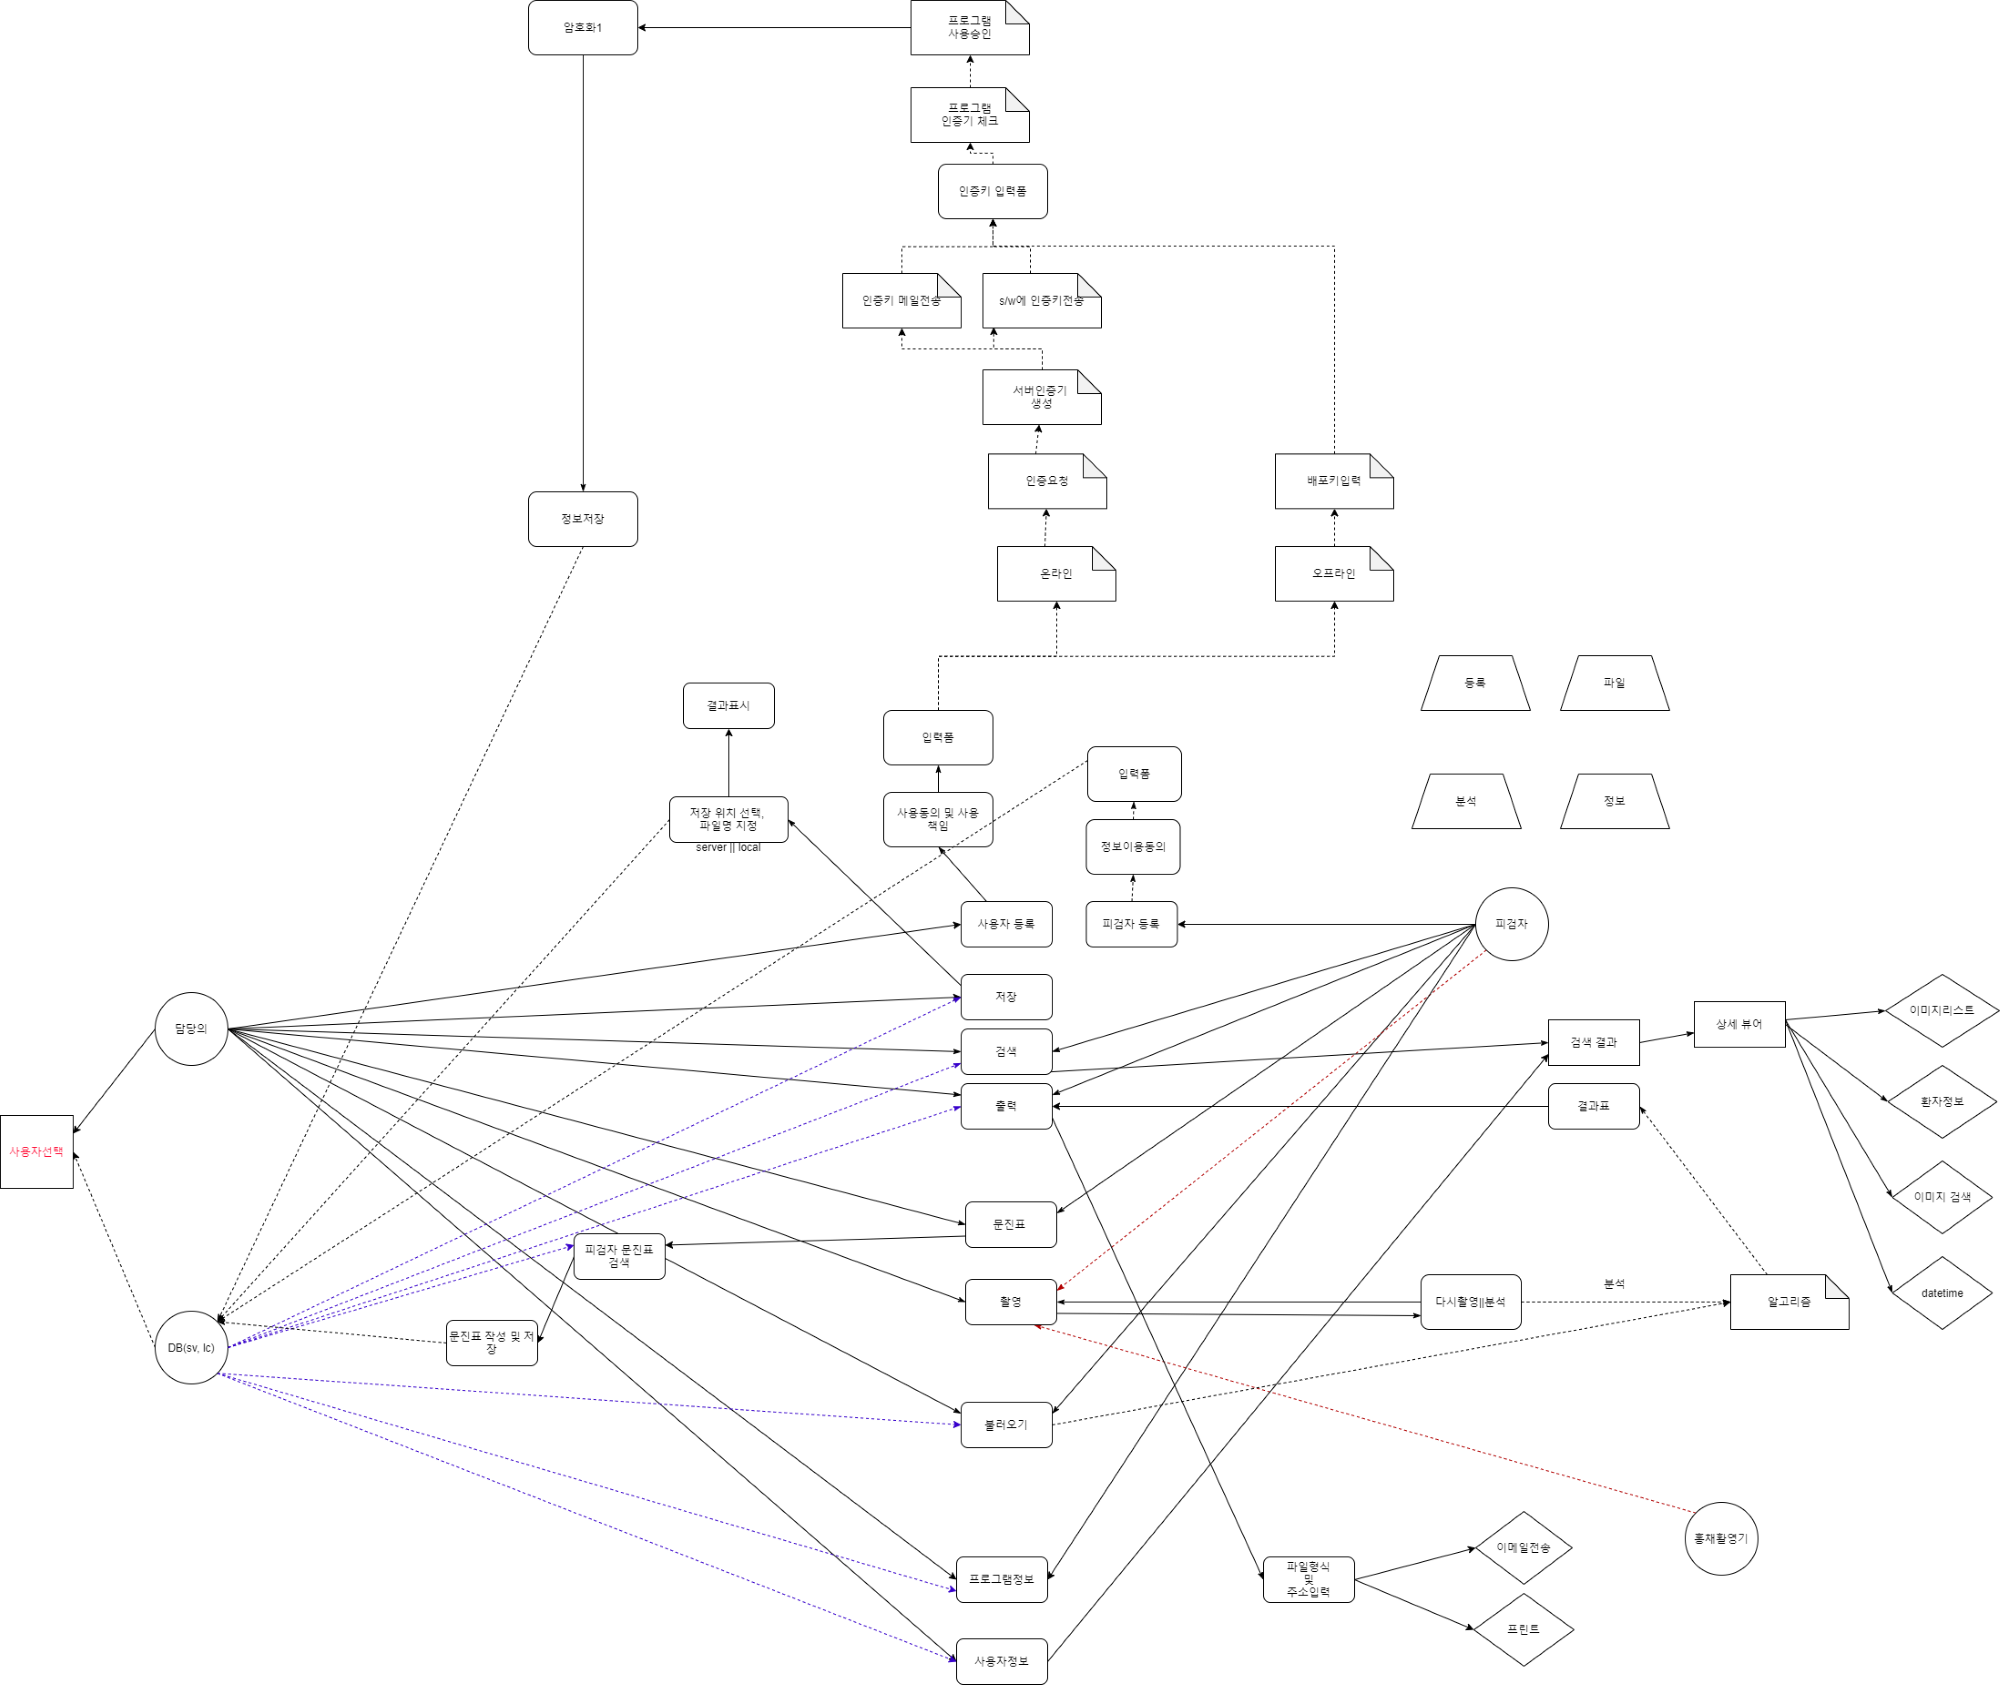 암호화1
프로그램
사용승인
프로그램
인증기 체크
인증키 입력폼
인증키 메일전송
s/w에 인증키전송
서버인증기
생성
인증요청
배포키입력
정보저장
온라인
오프라인
등록
파일
결과표시
입력폼
입력폼
분석
정보
저장 위치 선택,
파일명 지정
server || local
사용동의 및 사용
책임
정보이용동의
사용자 등록
피검자 등록
피검자
저장
이미지리스트
담당의
상세 뷰어
검색
검색 결과
출력
결과표
환자정보
사용자선택
이미지 검색
문진표
피검자 문진표
검색
분석
촬영
다시촬영||분석
알고리즘
datetime
DB(sv, lc)
문진표 작성 및 저
장
불러오기
홍채촬영기
이메일전송
프로그램정보
파일형식
및
주소입력
프린트
사용자정보